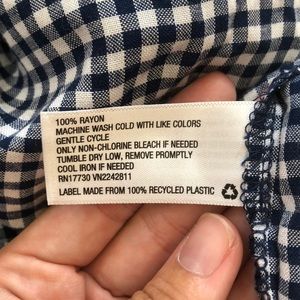 100% RAYON
MACHINE WASH COLD WITH LIKE COLORS
GENTLE CYCLE
ONLY NON-CHLORINE BLEACH IF NEEDED
TUMBLE DRY LOW, REMOVE PROMPTLY
COOL IRON IF NEEDED
RN17730 VN2242811
LABEL MADE FROM 100% RECYCLED PLASTIC